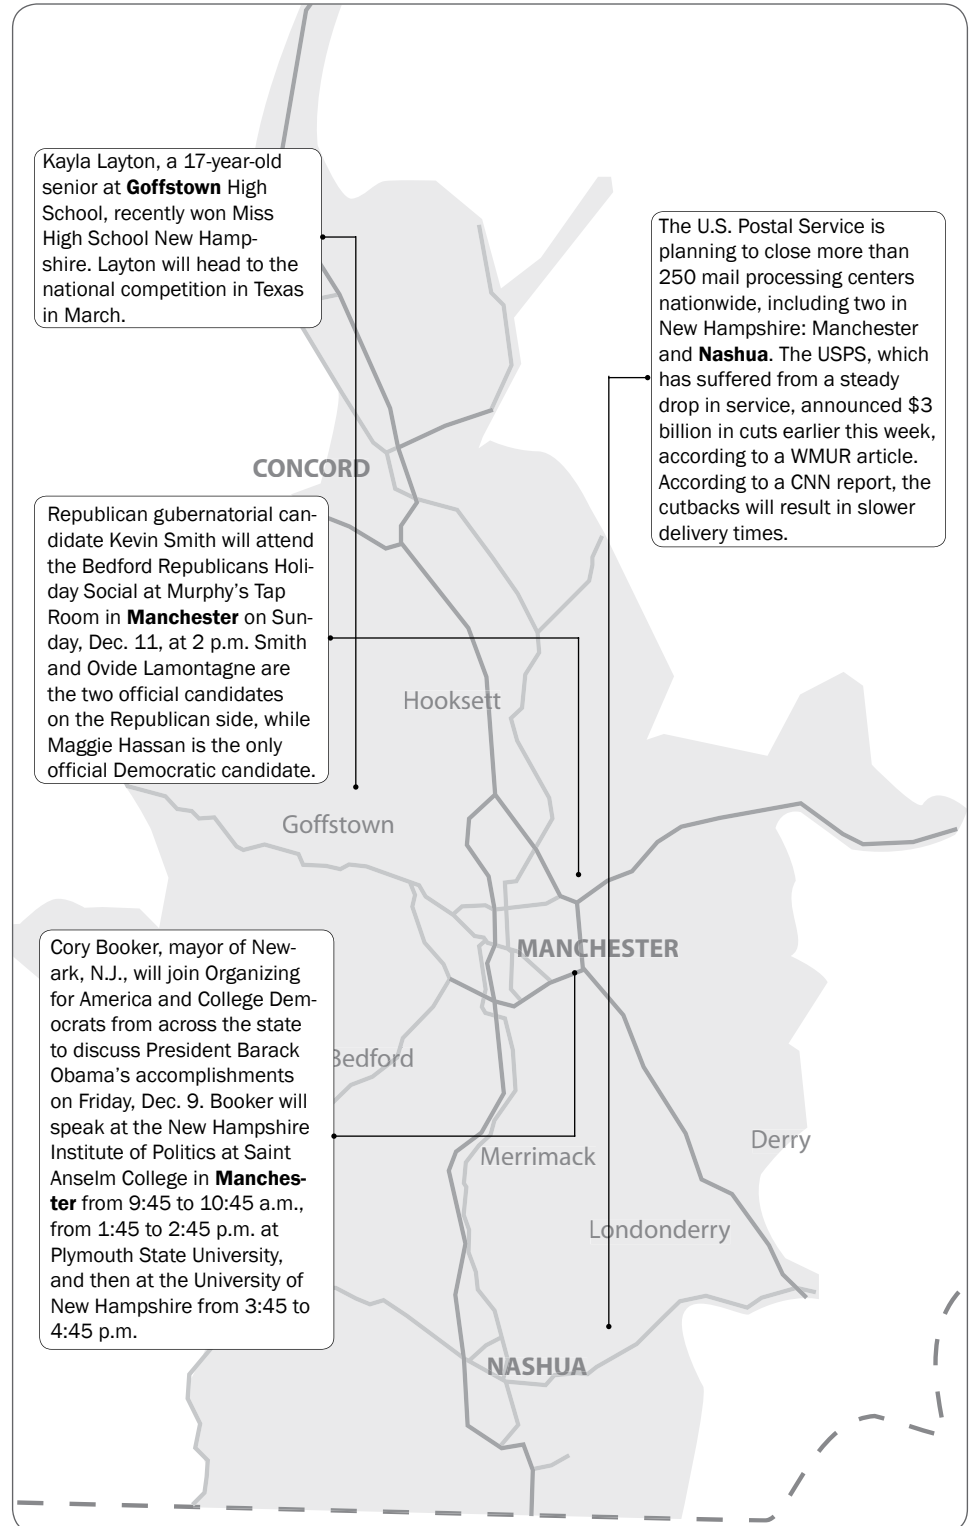 Kayla Layton, a 17-year-old
senior at Goffstown High
School, recently won Miss
High School New Hamp-
shire. Layton will head to the
national competition in Texas
in March.
The U.S. Postal Service is
planning to close more than
250 mail processing centers
nationwide, including two in
New Hampshire: Manchester
and Nashua. The USPS, which
has suffered from a steady
drop in service, announced $3
billion in cuts earlier this week,
according to a WMUR article.
According to a CNN report, the
cutbacks will result in slower
delivery times.
CONCORD
Republican gubernatorial can-
didate Kevin Smith will attend
the Bedford Republicans Holi-
day Social at Murphy's Tap
Room in Manchester on Sun-
day, Dec. 11, at 2 p.m. Smith
and Ovide Lamontagne are
the two official candidates
on the Republican side, while
Maggie Hassan is the only
official Democratic candidate.
Hooksett
Goffstown
MANCHESTER
Cory Booker, mayor of New-
ark, N.J., will join Organizing
for America and College Dem-
ocrats from across the state
to discuss President Barack
Obama's accomplishments
on Friday, Dec. 9. Booker will
speak at the New Hampshire
Institute of Politics at Saint
Anselm College in Manches-
ter from 9:45 to 10:45 a.m.,
from 1:45 to 2:45 p.m. at
Plymouth State University,
and then at the University of
New Hampshire from 3:45 to
4:45 p.m.
Bedford
Merrimack
Derry
Londonderry
NASHUA